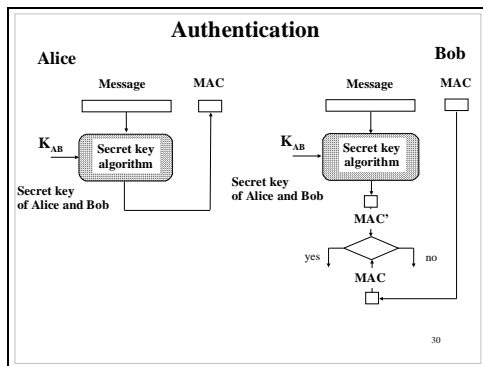 Authentication
Alice
Bob
Message
MAC
Message
MAC
K_AB
Secret key
algorithm
Secret key
of Alice and Bob
K_AB
Secret key
algorithm
Secret key
of Alice and Bob
MAC’
yes
no
MAC
30